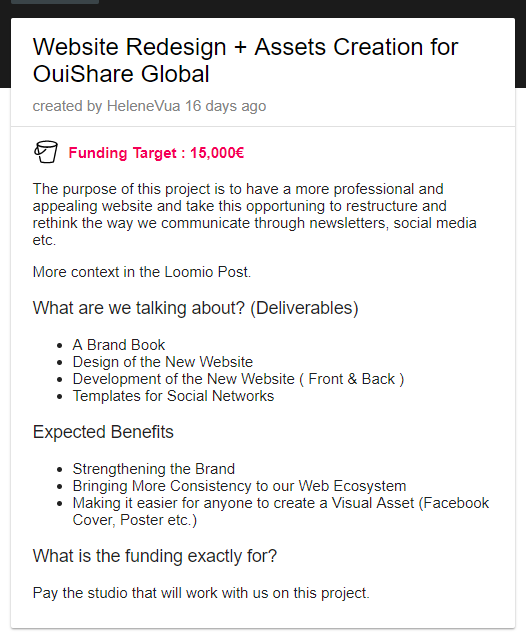 Website Redesign + Assets Creation for
OuiShare Global
created by HeleneVua 16 days ago
Funding Target : 15,000€
The purpose of this project is to have a more professional and
appealing website and take this opportuning to restructure and
rethink the way we communicate through newsletters, social media
etc.
More context in the Loomio Post.
What are we talking about? (Deliverables)
• A Brand Book
• Design of the New Website
• Development of the New Website ( Front & Back )
• Templates for Social Networks
Expected Benefits
• Strengthening the Brand
• Bringing More Consistency to our Web Ecosystem
• Making it easier for anyone to create a Visual Asset (Facebook
Cover, Poster etc.)
What is the funding exactly for?
Pay the studio that will work with us on this project.